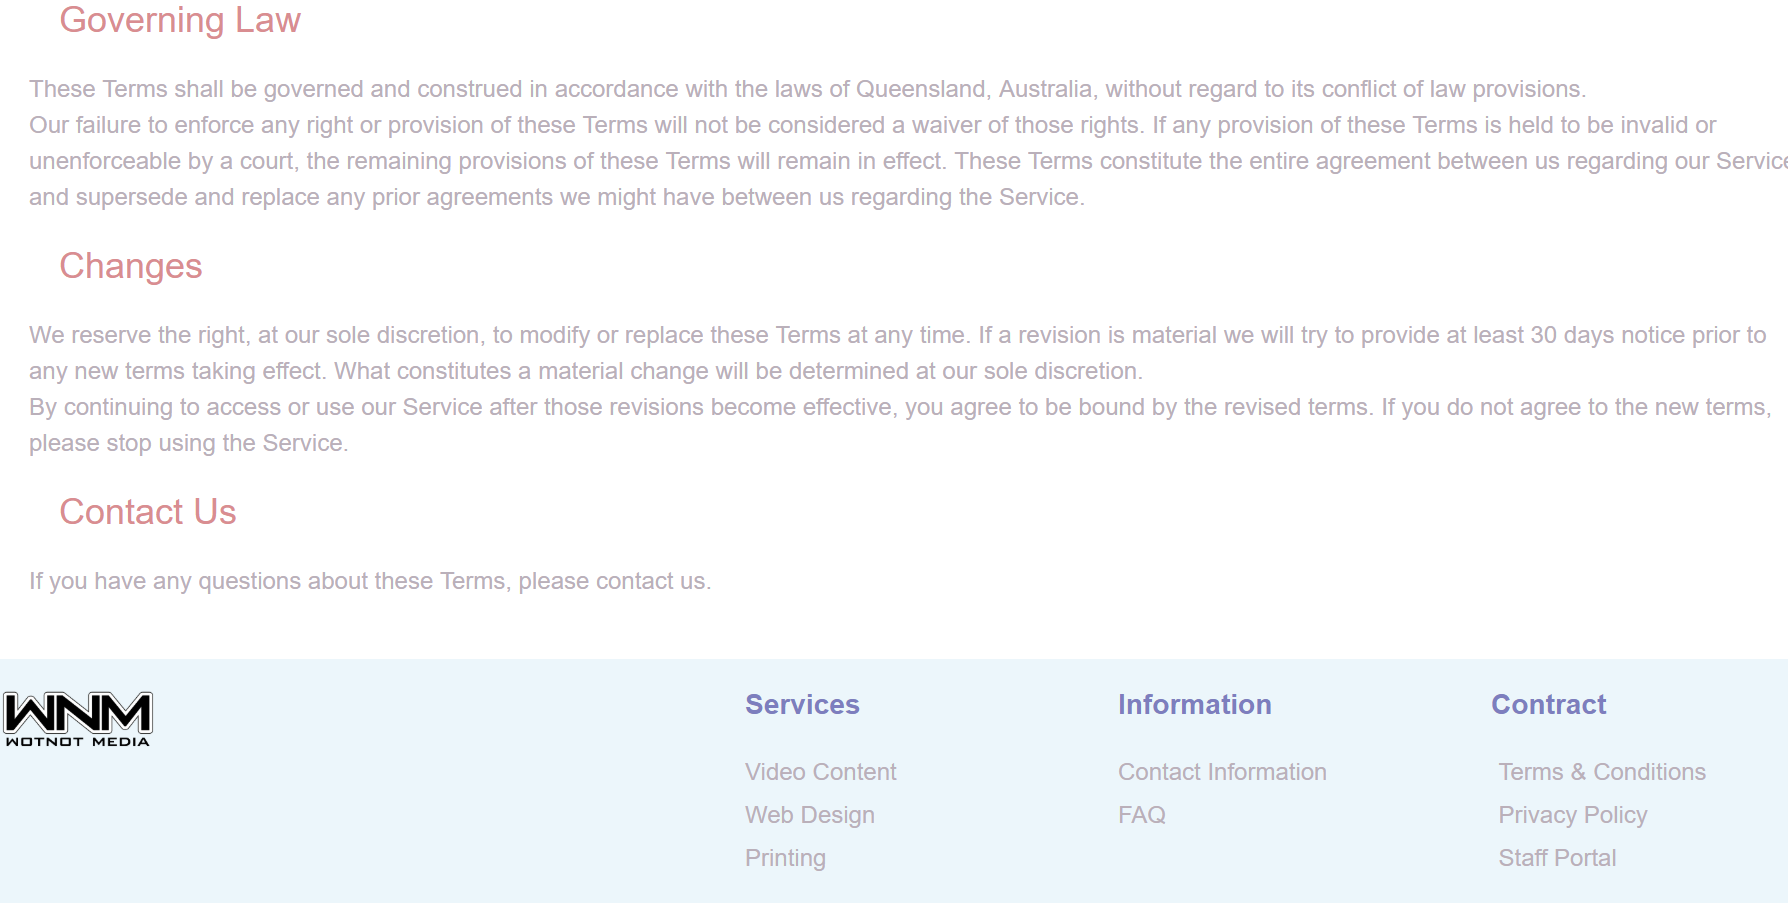 Governing Law
These Terms shall be governed and construed in accordance with the laws of Queensland, Australia, without regard to its conflict of law provisions.
Our failure to enforce any right or provision of these Terms will not be considered a waiver of those rights. If any provision of these Terms is held to be invalid or
unenforceable by a court, the remaining provisions of these Terms will remain in effect. These Terms constitute the entire agreement between us regarding our Service
and supersede and replace any prior agreements we might have between us regarding the Service.
Changes
We reserve the right, at our sole discretion, to modify or replace these Terms at any time. If a revision is material we will try to provide at least 30 days notice prior to
any new terms taking effect. What constitutes a material change will be determined at our sole discretion.
By continuing to access or use our Service after those revisions become effective, you agree to be bound by the revised terms. If you do not agree to the new terms,
please stop using the Service.
Contact Us
If you have any questions about these Terms, please contact us.
WNM
WOTNOT MEDIA
Services
Video Content
Web Design
Printing
Information
Contact Information
FAQ
Contract
Terms & Conditions
Privacy Policy
Staff Portal